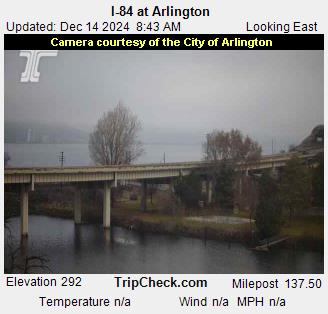 I-84 at Arlington
Updated: Dec 14 2024 8:43 AM Looking East
Camera courtesy of the City of Arlington
Elevation 292 TripCheck.com Milepost 137.50
Temperature n/a Wind n/a MPH n/a